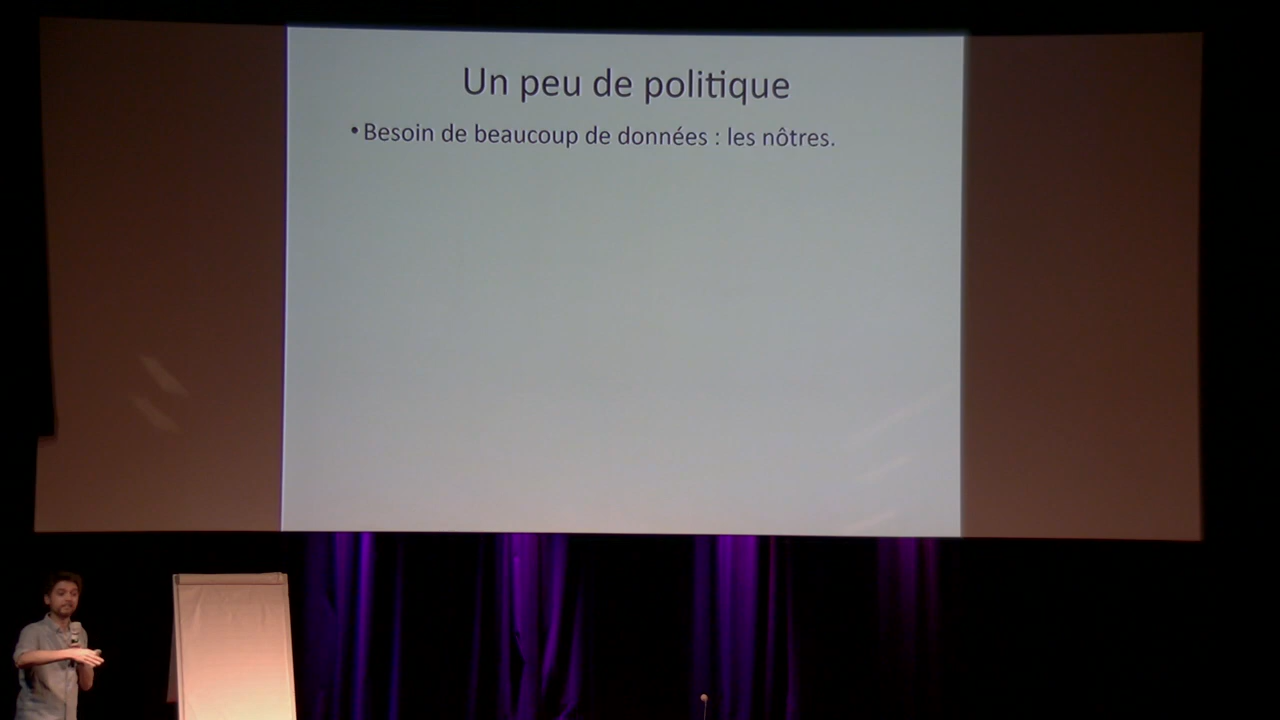 Un peu de politique
• Besoin de beaucoup de données : les nôtres.